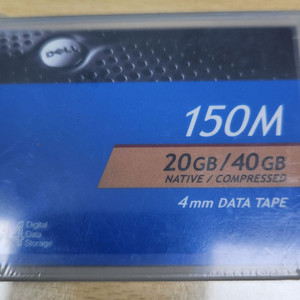 DELL
150M
20GB/40GB
NATIVE / COMPRESSED
4mm DATA TAPE
Digital
Data
Storage